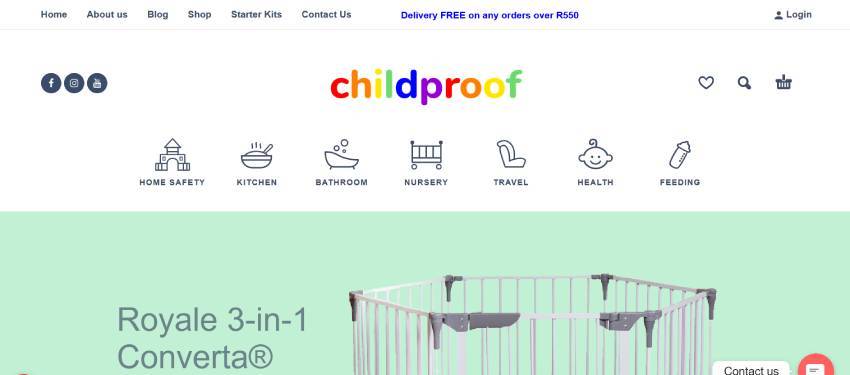 Home About us Blog Shop Starter Kits Contact Us Delivery FREE on any orders over R550 Login
childproof
HOME SAFETY KITCHEN BATHROOM NURSERY TRAVEL HEALTH FEEDING
Royale 3-in-1
Converta®
Contact us